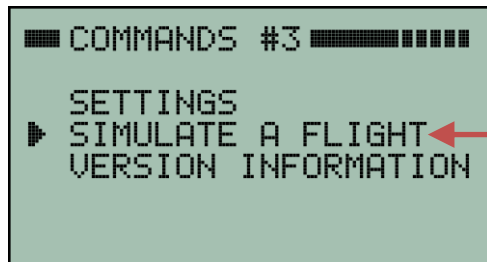 COMMANDS #3
SETTINGS
SIMULATE A FLIGHT
VERSION INFORMATION